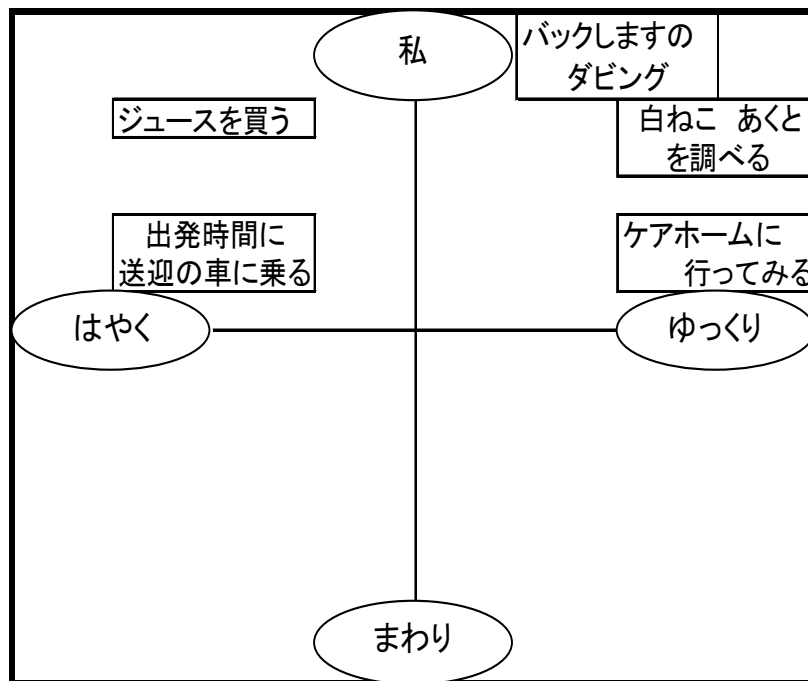 私
バックしますの
ダビング
ジュースを買う
白ねこ あくと
を調べる
出発時間に
送迎の車に乗る
ケアホームに
行ってみる
はやく
ゆっくり
まわり